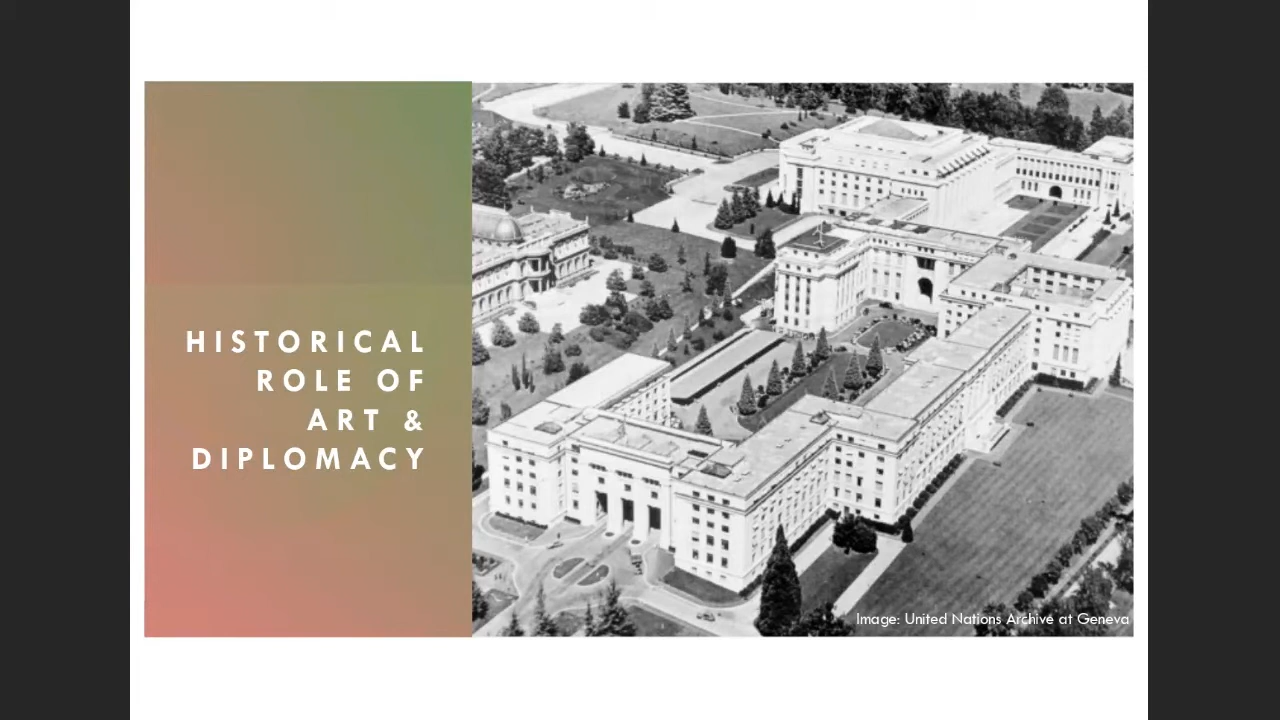 HISTORICAL
ROLE OF
ART &
DIPLOMACY
Image: United Nations Archive at Geneva